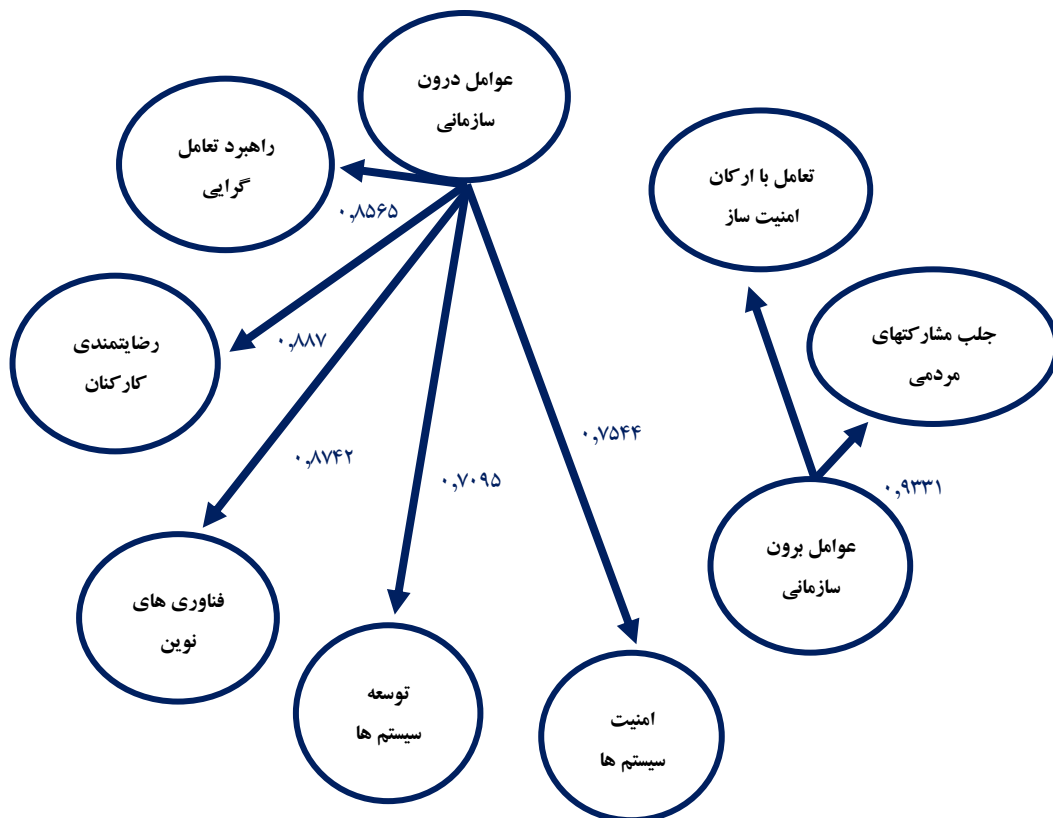 عوامل درون
سازمانی
راهبرد تعامل
گرایی
تعامل با ارکان
امنیت ساز
۰٫۸۵۶۵
رضایتمندی
کارکنان
۰٫۸۸۷
جلب مشارکتهای
مردمی
۰٫۸۷۴۲
۰٫۷۰۹۵
۰٫۷۵۴۴
۰٫۹۳۳۱
عوامل برون
سازمانی
فناوری های
نوین
توسعه
سیستم ها
امنیت
سیستم ها